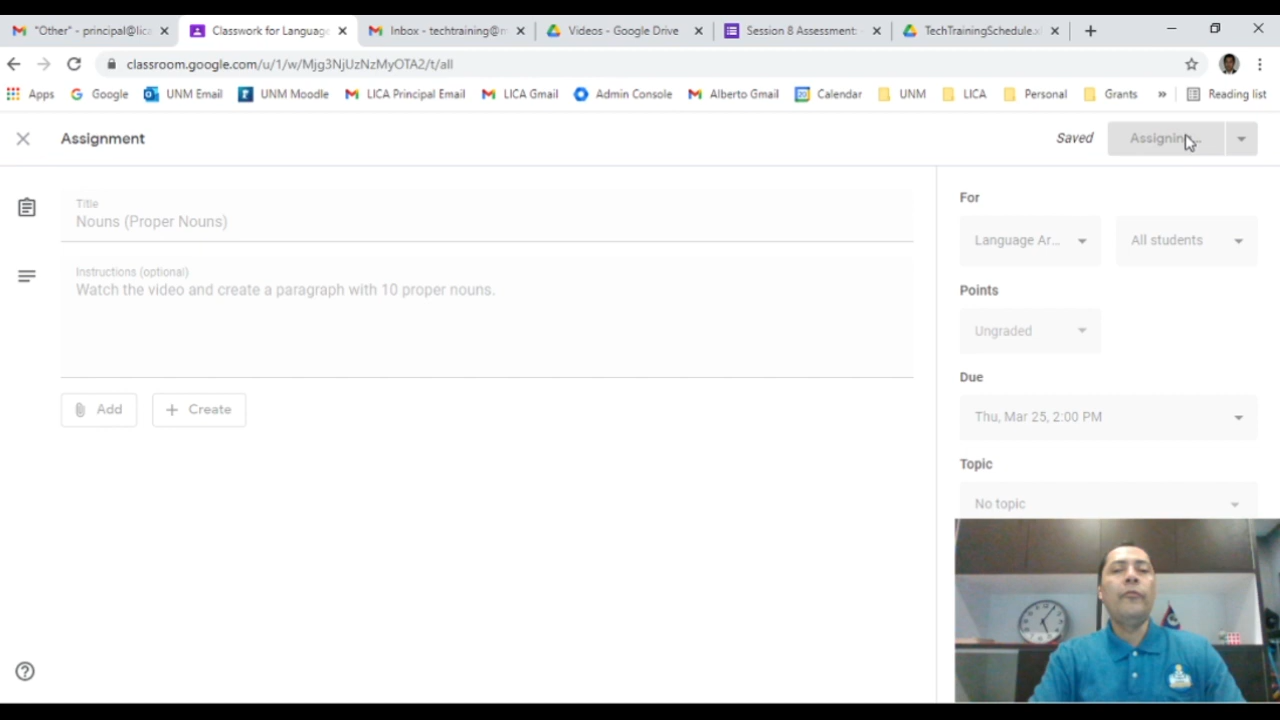 "Other" - principal@lica
Classwork for Language
Inbox - techtraining@m
Videos - Google Drive
Session 8 Assessment:
TechTrainingSchedule.x
classroom.google.com/u/1/w/Mjg3NjUzNzMyOTA2/t/all
Apps
Google
UNM Email
UNM Moodle
LICA Principal Email
LICA Gmail
Admin Console
Alberto Gmail
Calendar
UNM
LICA
Personal
Grants
»
Reading list
Assignment
Saved
Assigning...
Title
Nouns (Proper Nouns)
Instructions (optional)
Watch the video and create a paragraph with 10 proper nouns.
Add
Create
For
Language Ar...
All students
Points
Ungraded
Due
Thu, Mar 25, 2:00 PM
Topic
No topic